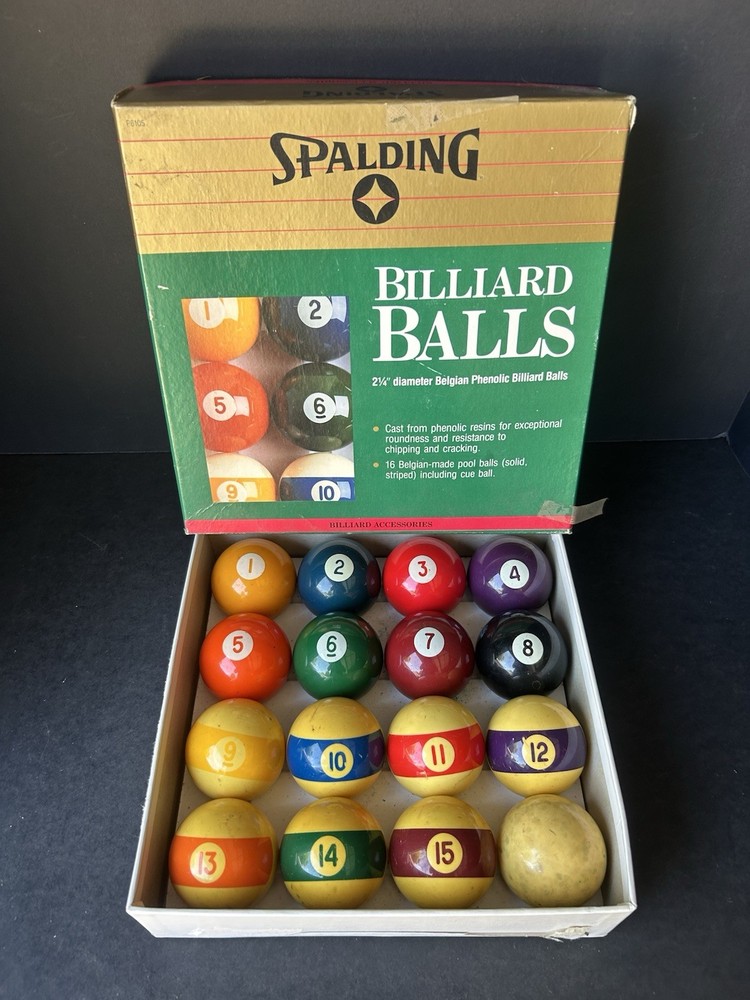 SPALDING
SPALDING
BILLIARD
BALLS
2¼" diameter Belgian Phenolic Billiard Balls
• Cast from phenolic resins for exceptional
roundness and resistance to
chipping and cracking.
• 16 Belgian-made pool balls (solid,
striped) including cue ball.
1 2
5 6
9 10
BILLIARD ACCESSORIES
1 2 3 4
5 6 7 8
9 10 11 12
13 14 15